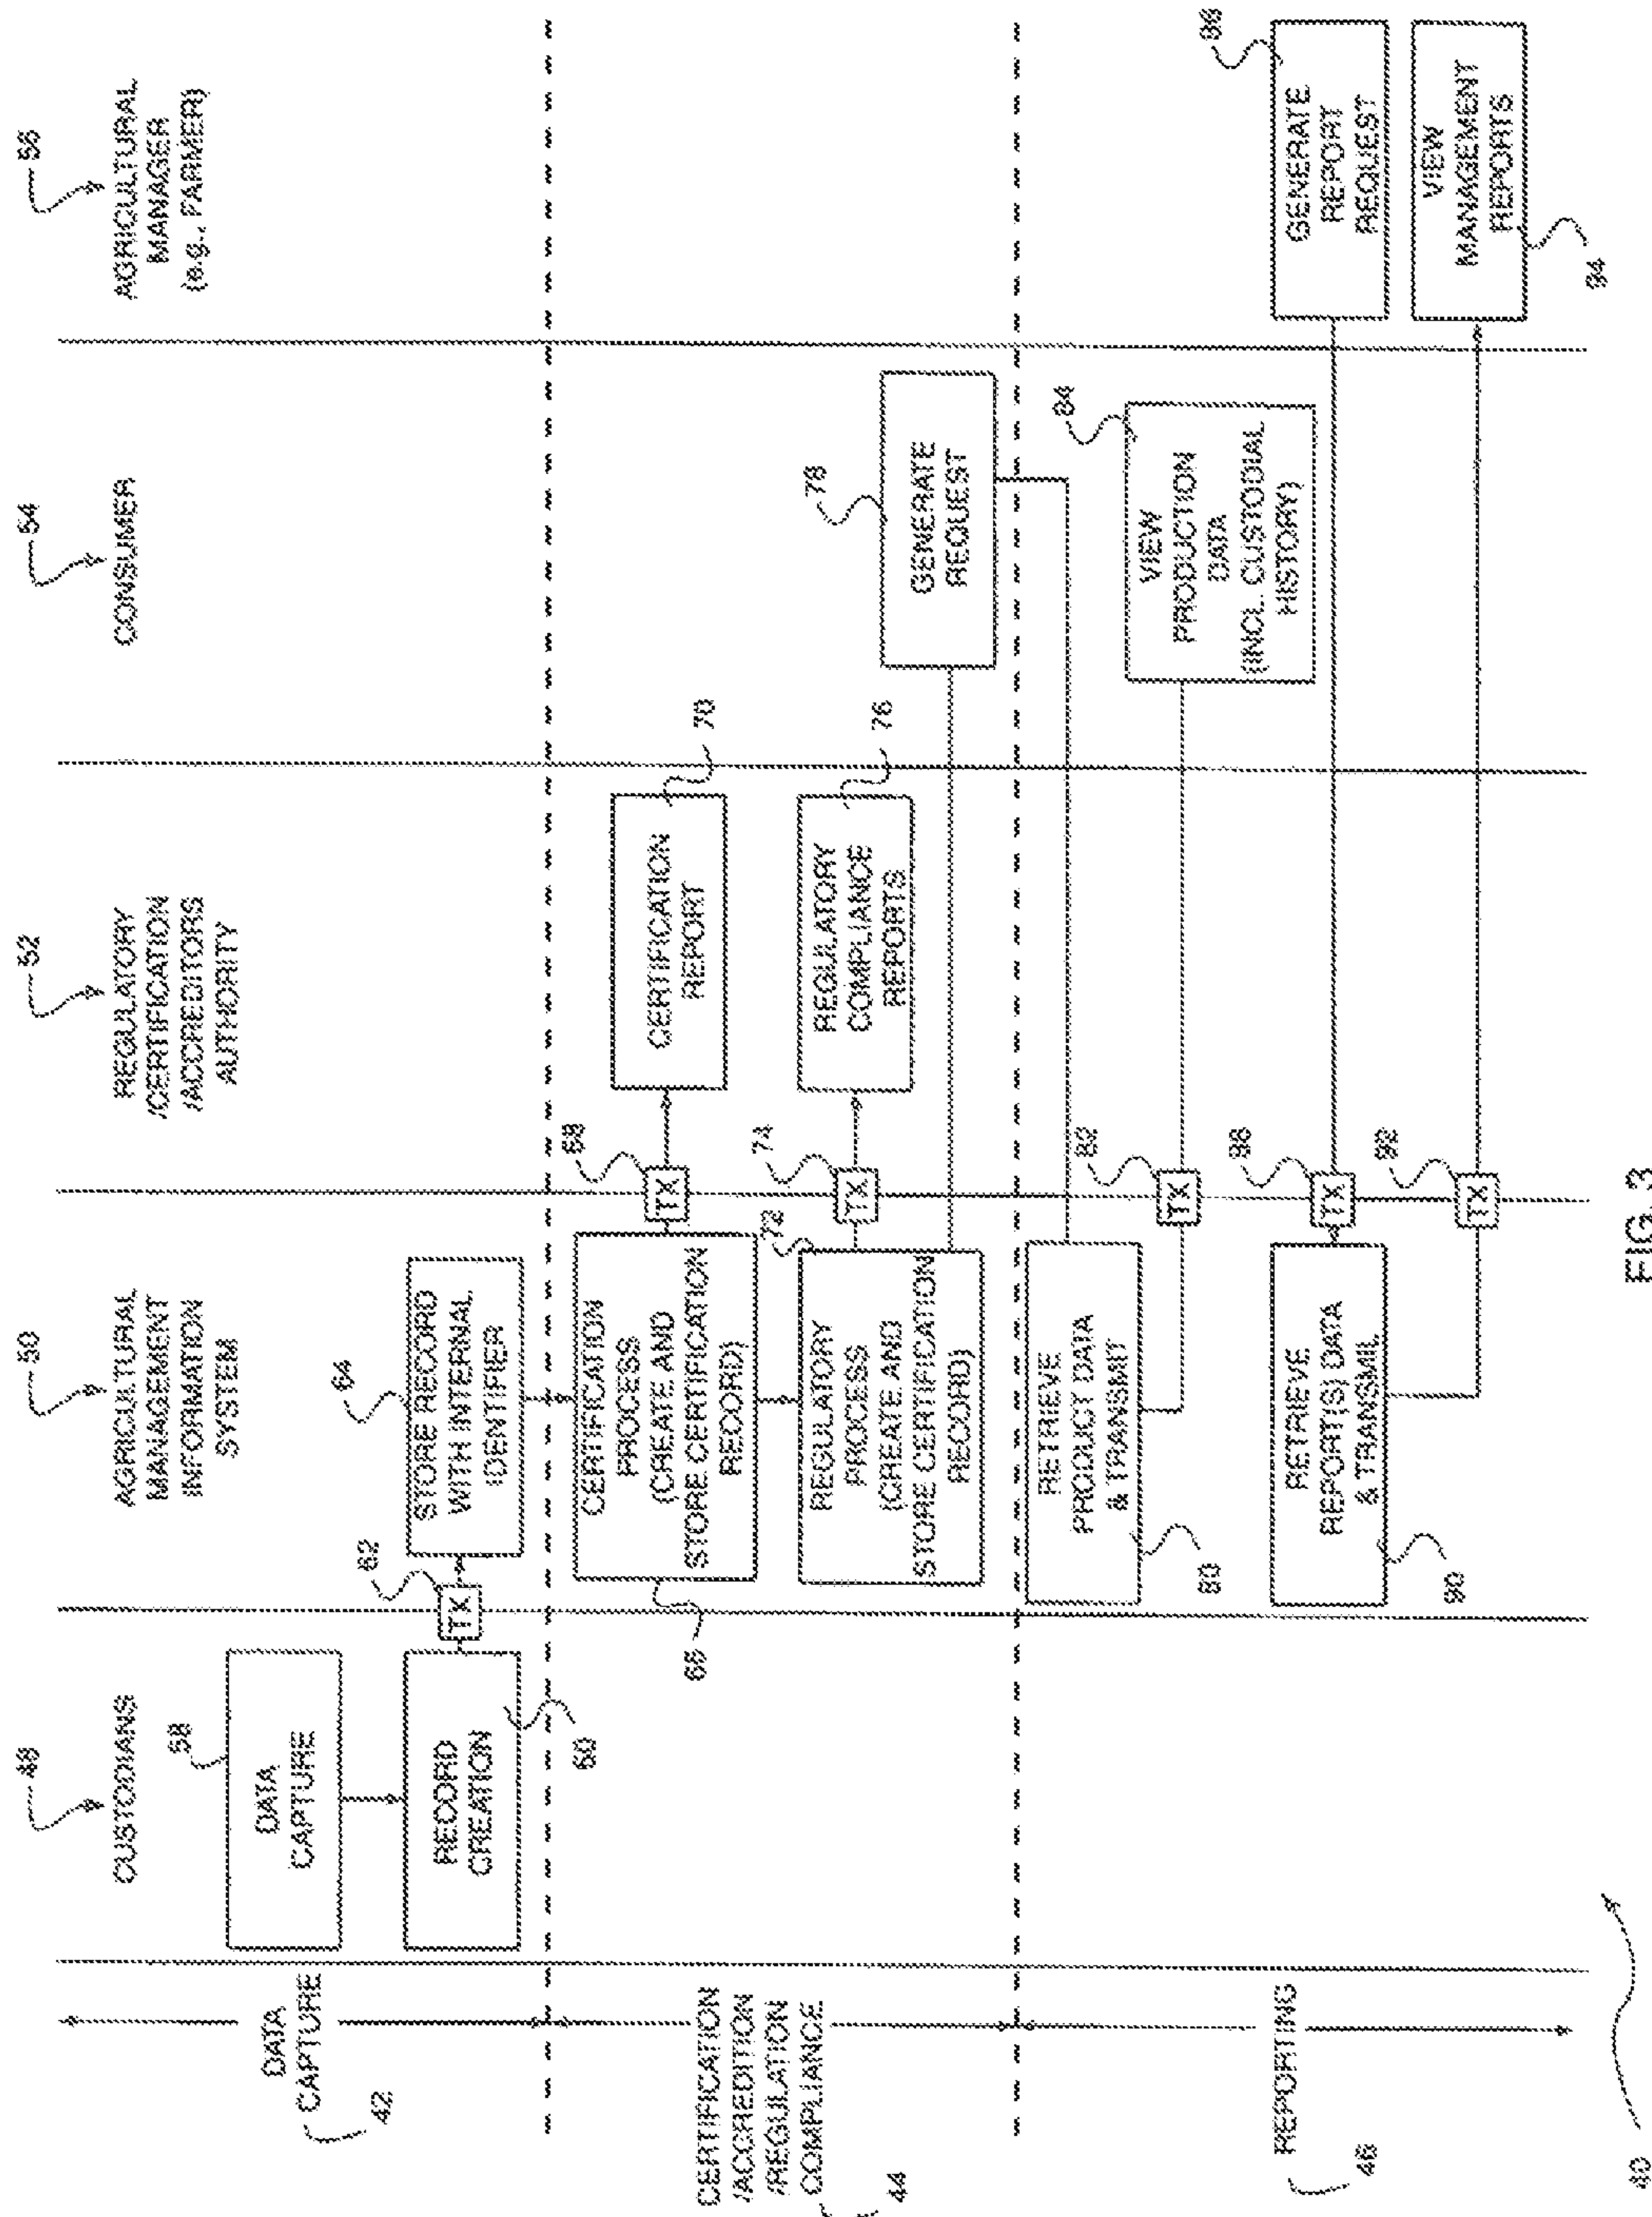 48
CUSTODIANS
50
AGRICULTURAL
MANAGEMENT
INFORMATION
SYSTEM
52
REGULATORY
/CERTIFICATION
/ACCREDITORS
AUTHORITY
54
CONSUMER
56
AGRICULTURAL
MANAGER
(e.g., FARMER)
DATA
CAPTURE
42
58
DATA
CAPTURE
RECORD
CREATION
60
62
TX
64
STORE RECORD
WITH INTERNAL
IDENTIFIER
CERTIFICATION
/ACCREDITION
/REGULATION
COMPLIANCE
44
CERTIFICATION
PROCESS
(CREATE AND
STORE CERTIFICATION
RECORD)
66
68
TX
CERTIFICATION
REPORT
70
REGULATORY
PROCESS
(CREATE AND
STORE CERTIFICATION
RECORD)
72
74
TX
REGULATORY
COMPLIANCE
REPORTS
76
78
GENERATE
REQUEST
REPORTING
46
RETRIEVE
PRODUCT DATA
& TRANSMIT
80
82
TX
84
VIEW
PRODUCTION
DATA
(INCL. CUSTODIAL
HISTORY)
86
GENERATE
REPORT
REQUEST
88
TX
RETRIEVE
REPORT(S) DATA
& TRANSMIL
90
92
TX
VIEW
MANAGEMENT
REPORTS
94
40
FIG. 3